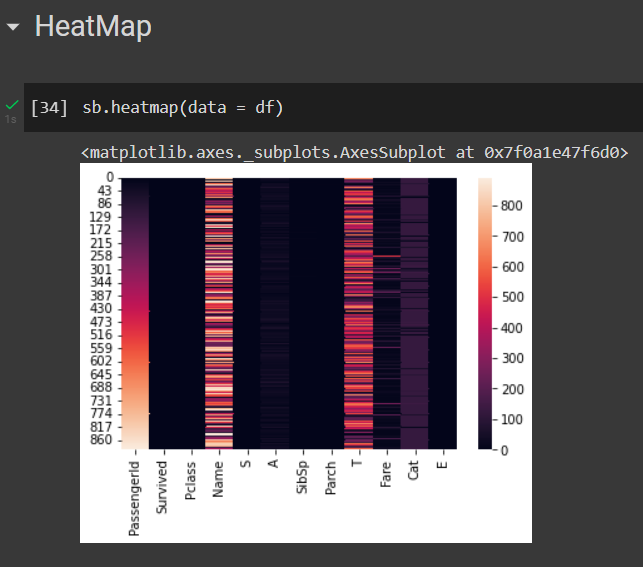 HeatMap
[34] sb.heatmap(data = df)
1s
<matplotlib.axes._subplots.AxesSubplot at 0x7f0a1e47f6d0>
0
43
86
129
172
215
258
301
344
387
430
473
516
559
602
645
688
731
774
817
860
PassengerId
Survived
Pclass
Name
S
A
SibSp
Parch
T
Fare
Cat
E
800
700
600
500
400
300
200
100
0